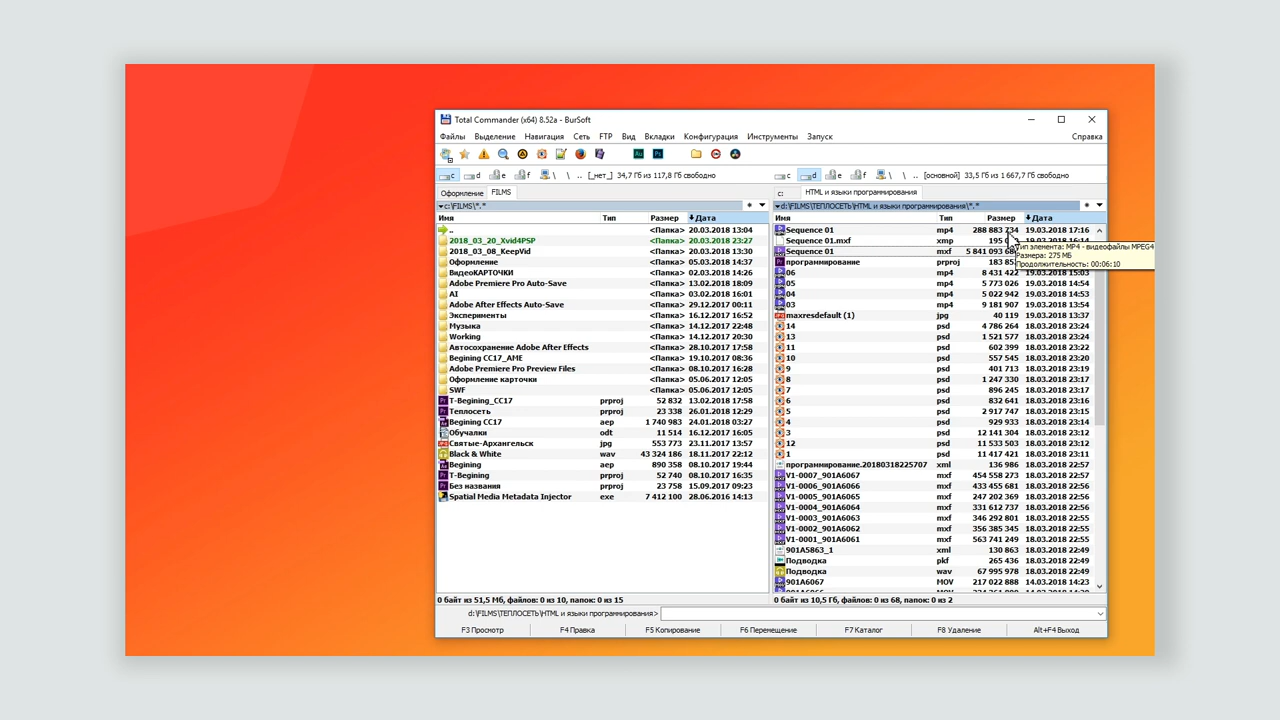 Total Commander (x64) 8.52a - BurSoft
Файлы Выделение Навигация Сеть FTP Вид Вкладки Конфигурация Инструменты Запуск Справка
c d e f \ \ .. [_нет_] 34,7 Гб из 117,8 Гб свободно
c d e f \ \ .. [основной] 33,5 Гб из 1 667,7 Гб свободно
Оформление FILMS
c: HTML и языки программирования
c:\FILMS\*.*
d:\FILMS\ТЕПЛОСЕТЬ\HTML и языки программирования\*.*
Имя Тип Размер Дата
.. <Папка> 20.03.2018 13:04
2018_03_20_Xvid4PSP <Папка> 20.03.2018 23:27
2018_03_08_KeepVid <Папка> 20.03.2018 13:30
Оформление <Папка> 05.03.2018 14:37
ВидеоКАРТОЧКИ <Папка> 02.03.2018 14:26
Adobe Premiere Pro Auto-Save <Папка> 13.02.2018 18:09
AI <Папка> 03.02.2018 16:01
Adobe After Effects Auto-Save <Папка> 29.12.2017 00:11
Эксперименты <Папка> 16.12.2017 16:52
Музыка <Папка> 14.12.2017 22:48
Working <Папка> 14.12.2017 20:30
Автосохранение Adobe After Effects <Папка> 28.10.2017 17:58
Begining CC17_AME <Папка> 19.10.2017 08:36
Adobe Premiere Pro Preview Files <Папка> 08.10.2017 16:28
Оформление карточки <Папка> 05.06.2017 12:05
SWF <Папка> 05.06.2017 12:05
T-Begining_CC17 prproj 52 832 13.02.2018 17:58
Теплосеть prproj 23 338 26.01.2018 12:29
Begining CC17 aep 1 740 983 24.01.2018 03:27
Обучалки odt 11 514 16.12.2017 16:05
Святые-Архангельск jpg 553 773 23.11.2017 13:57
Black & White wav 43 324 186 18.11.2017 22:12
Begining aep 890 358 08.10.2017 19:44
T-Begining prproj 52 740 08.10.2017 16:35
Без названия prproj 23 758 15.09.2017 09:23
Spatial Media Metadata Injector exe 7 412 100 28.06.2016 14:13
Имя Тип Размер Дата
Sequence 01 mp4 288 883 734 19.03.2018 17:16
Sequence 01.mxf xmp 195 19.03.2018 16:14
Sequence 01 mxf 5 841 093
Тип элемента: MP4 - видеофайлы MPEG4
Размер: 275 МБ
Продолжительность: 00:06:10
программирование prproj 183
06 mp4 8 431 422 19.03.2018 15:03
05 mp4 5 773 026 19.03.2018 14:54
04 mp4 5 022 942 19.03.2018 14:53
03 mp4 9 181 907 19.03.2018 13:54
maxresdefault (1) jpg 40 119 19.03.2018 13:37
14 psd 4 786 264 18.03.2018 23:24
13 psd 1 521 577 18.03.2018 23:24
11 psd 602 399 18.03.2018 23:22
10 psd 557 545 18.03.2018 23:20
9 psd 401 713 18.03.2018 23:19
8 psd 1 247 330 18.03.2018 23:17
7 psd 896 245 18.03.2018 23:17
6 psd 832 641 18.03.2018 23:16
5 psd 2 917 747 18.03.2018 23:15
4 psd 929 933 18.03.2018 23:14
3 psd 12 141 304 18.03.2018 23:12
12 psd 11 533 503 18.03.2018 23:12
1 psd 11 417 421 18.03.2018 23:11
программирование.20180318225707 xml 136 986 18.03.2018 22:57
V1-0007_901A6067 mxf 454 558 273 18.03.2018 22:56
V1-0006_901A6066 mxf 433 455 681 18.03.2018 22:56
V1-0005_901A6065 mxf 247 202 369 18.03.2018 22:56
V1-0004_901A6064 mxf 331 612 737 18.03.2018 22:56
V1-0003_901A6063 mxf 346 292 801 18.03.2018 22:55
V1-0002_901A6062 mxf 356 385 345 18.03.2018 22:55
V1-0001_901A6061 mxf 563 741 249 18.03.2018 22:55
901A5863_1 xml 130 863 18.03.2018 22:49
Подводка pkf 265 436 18.03.2018 22:49
Подводка wav 67 995 978 18.03.2018 22:49
901A6067 MOV 217 022 888 14.03.2018 14:23
0 байт из 51,5 Мб, файлы: 0 из 10, папок: 0 из 15
0 байт из 10,5 Гб, файлы: 0 из 68, папок: 0 из 2
d:\FILMS\ТЕПЛОСЕТЬ\HTML и языки программирования>
F3 Просмотр F4 Правка F5 Копирование F6 Перемещение F7 Каталог F8 Удаление Alt+F4 Выход